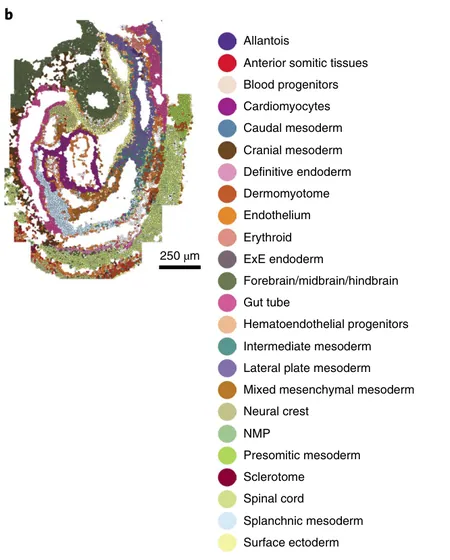 b
250 μm
Allantois
Anterior somitic tissues
Blood progenitors
Cardiomyocytes
Caudal mesoderm
Cranial mesoderm
Definitive endoderm
Dermomyotome
Endothelium
Erythroid
ExE endoderm
Forebrain/midbrain/hindbrain
Gut tube
Hematoendothelial progenitors
Intermediate mesoderm
Lateral plate mesoderm
Mixed mesenchymal mesoderm
Neural crest
NMP
Presomitic mesoderm
Sclerotome
Spinal cord
Splanchnic mesoderm
Surface ectoderm